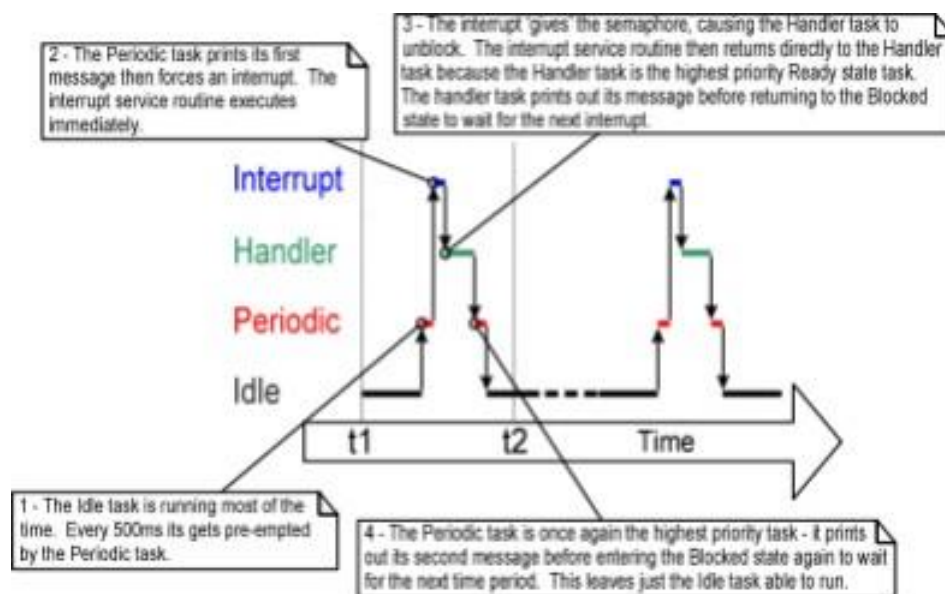 2 - The Periodic task prints its first
message then forces an interrupt. The
interrupt service routine executes
immediately.
3 - The interrupt 'gives' the semaphore, causing the Handler task to
unblock. The interrupt service routine then returns directly to the Handler
task because the Handler task is the highest priority Ready state task.
The handler task prints out its message before returning to the Blocked
state to wait for the next interrupt.
Interrupt
Handler
Periodic
Idle
t1
t2
Time
1 - The Idle task is running most of the
time. Every 500ms its gets pre-empted
by the Periodic task.
4 - The Periodic task is once again the highest priority task - it prints
out its second message before entering the Blocked state again to wait
for the next time period. This leaves just the Idle task able to run.